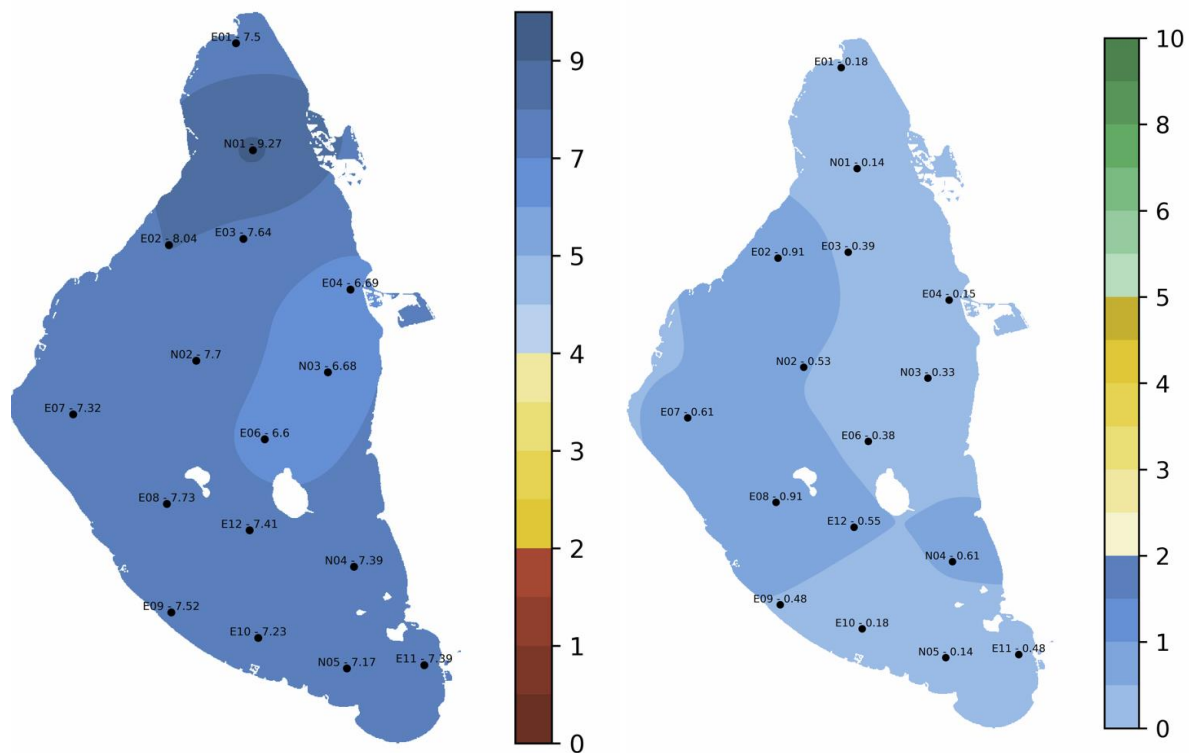 E01 - 7.5
N01 - 9.27
E02 - 8.04
E03 - 7.64
E04 - 6.69
N02 - 7.7
N03 - 6.68
E07 - 7.32
E06 - 6.6
E08 - 7.73
E12 - 7.41
N04 - 7.39
E09 - 7.52
E10 - 7.23
N05 - 7.17
E11 - 7.39
9
7
5
4
3
2
1
0
E01 - 0.18
N01 - 0.14
E02 - 0.91
E03 - 0.39
E04 - 0.15
N02 - 0.53
N03 - 0.33
E07 - 0.61
E06 - 0.38
E08 - 0.91
E12 - 0.55
N04 - 0.61
E09 - 0.48
E10 - 0.18
N05 - 0.14
E11 - 0.48
10
8
6
5
4
3
2
1
0